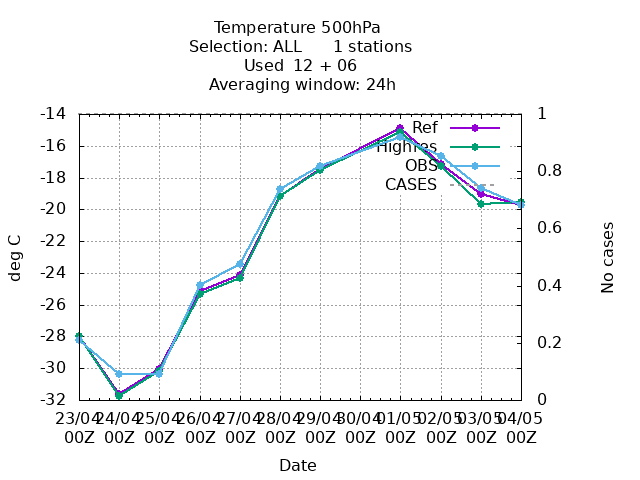 Temperature 500hPa
Selection: ALL 1 stations
Used 12 + 06
Averaging window: 24h
-14
-16
-18
-20
-22
-24
-26
-28
-30
-32
deg C
1
0.8
0.6
0.4
0.2
0
No cases
Ref
Highres
OBS
CASES
23/04 24/04 25/04 26/04 27/04 28/04 29/04 30/04 01/05 02/05 03/05 04/05
00Z 00Z 00Z 00Z 00Z 00Z 00Z 00Z 00Z 00Z 00Z 00Z
Date